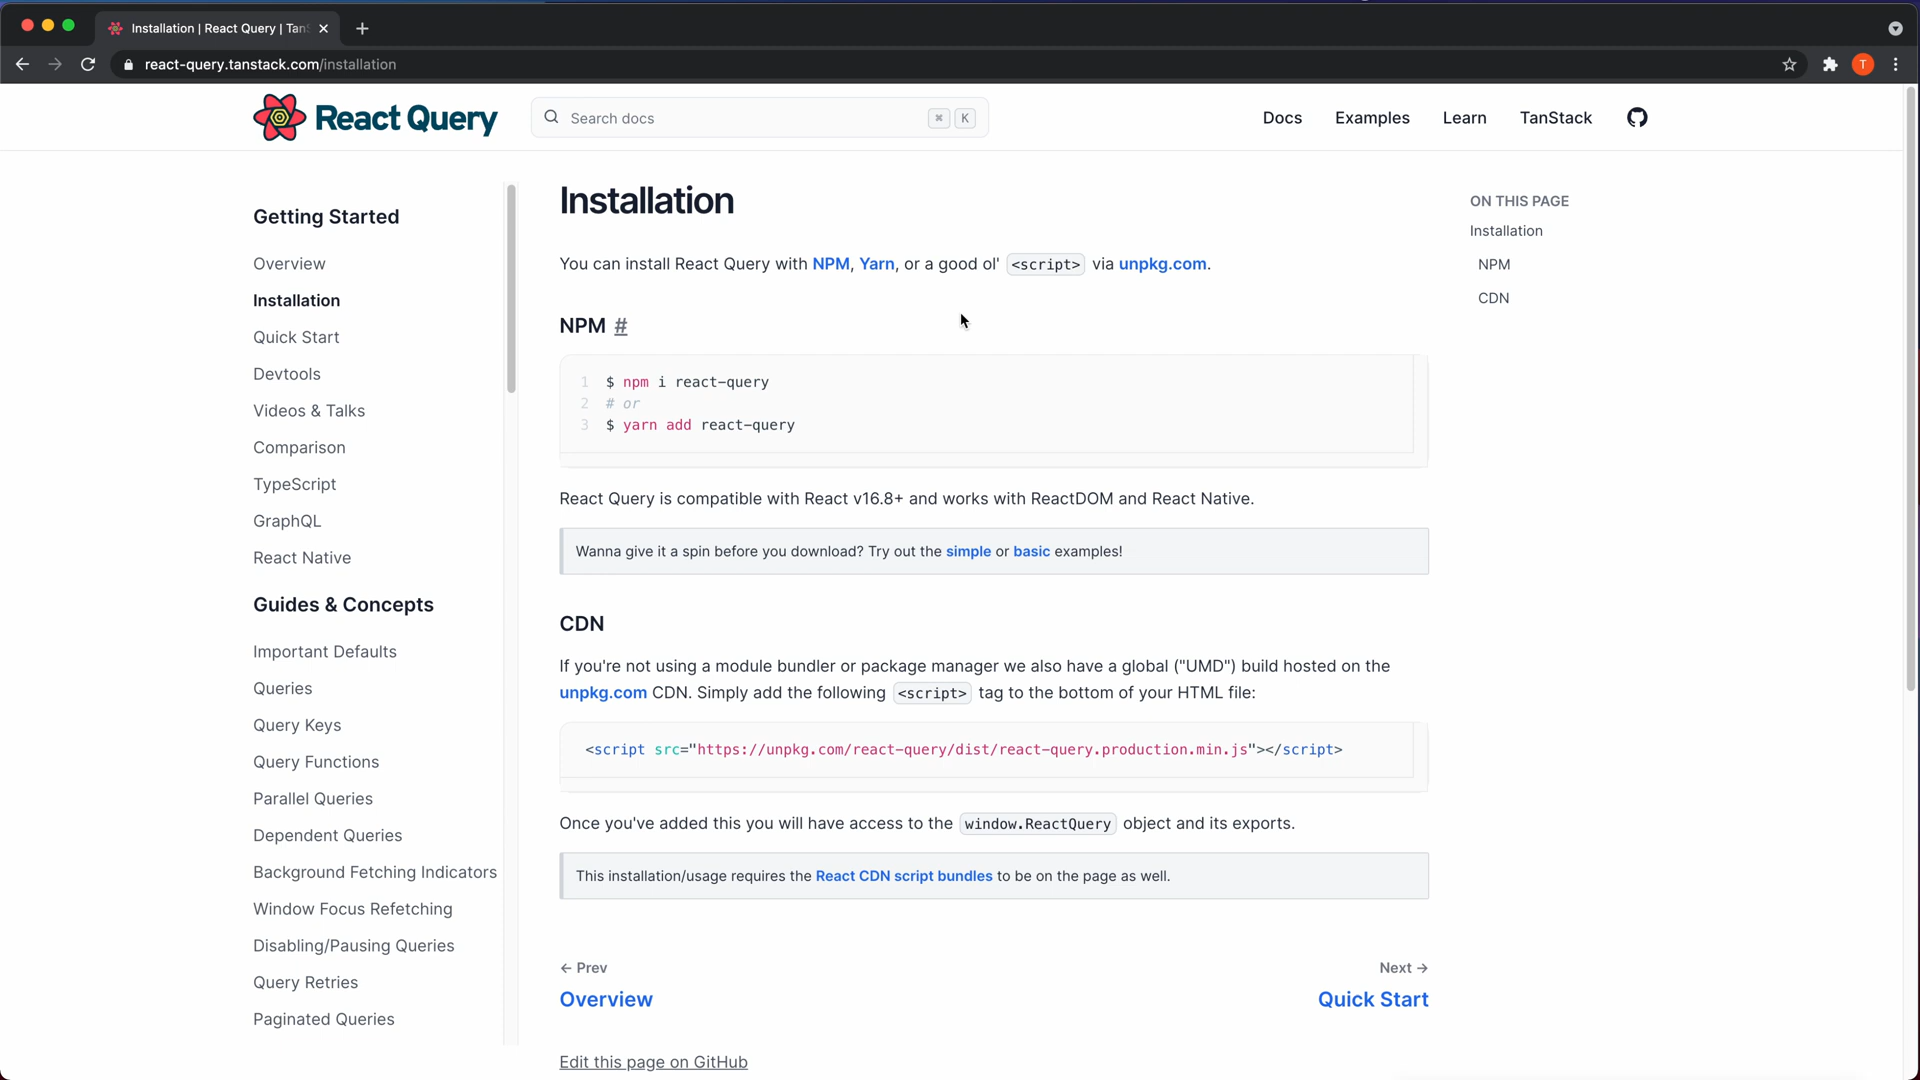 Installation | React Query | Tan
react-query.tanstack.com/installation
T
React Query
Search docs
⌘ K
Docs
Examples
Learn
TanStack
Getting Started
Overview
Installation
Quick Start
Devtools
Videos & Talks
Comparison
TypeScript
GraphQL
React Native
Guides & Concepts
Important Defaults
Queries
Query Keys
Query Functions
Parallel Queries
Dependent Queries
Background Fetching Indicators
Window Focus Refetching
Disabling/Pausing Queries
Query Retries
Paginated Queries
Installation
You can install React Query with NPM, Yarn, or a good ol' <script> via unpkg.com.
NPM #
1 $ npm i react-query
2 # or
3 $ yarn add react-query
React Query is compatible with React v16.8+ and works with ReactDOM and React Native.
Wanna give it a spin before you download? Try out the simple or basic examples!
CDN
If you're not using a module bundler or package manager we also have a global ("UMD") build hosted on the
unpkg.com CDN. Simply add the following <script> tag to the bottom of your HTML file:
<script src="https://unpkg.com/react-query/dist/react-query.production.min.js"></script>
Once you've added this you will have access to the window.ReactQuery object and its exports.
This installation/usage requires the React CDN script bundles to be on the page as well.
← Prev
Overview
Next →
Quick Start
Edit this page on GitHub
ON THIS PAGE
Installation
NPM
CDN